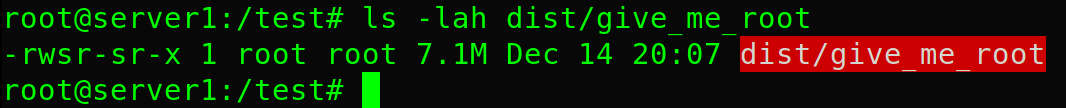 root@server1:/test# ls -lah dist/give_me_root
-rwsr-sr-x 1 root root 7.1M Dec 14 20:07 dist/give_me_root
root@server1:/test#